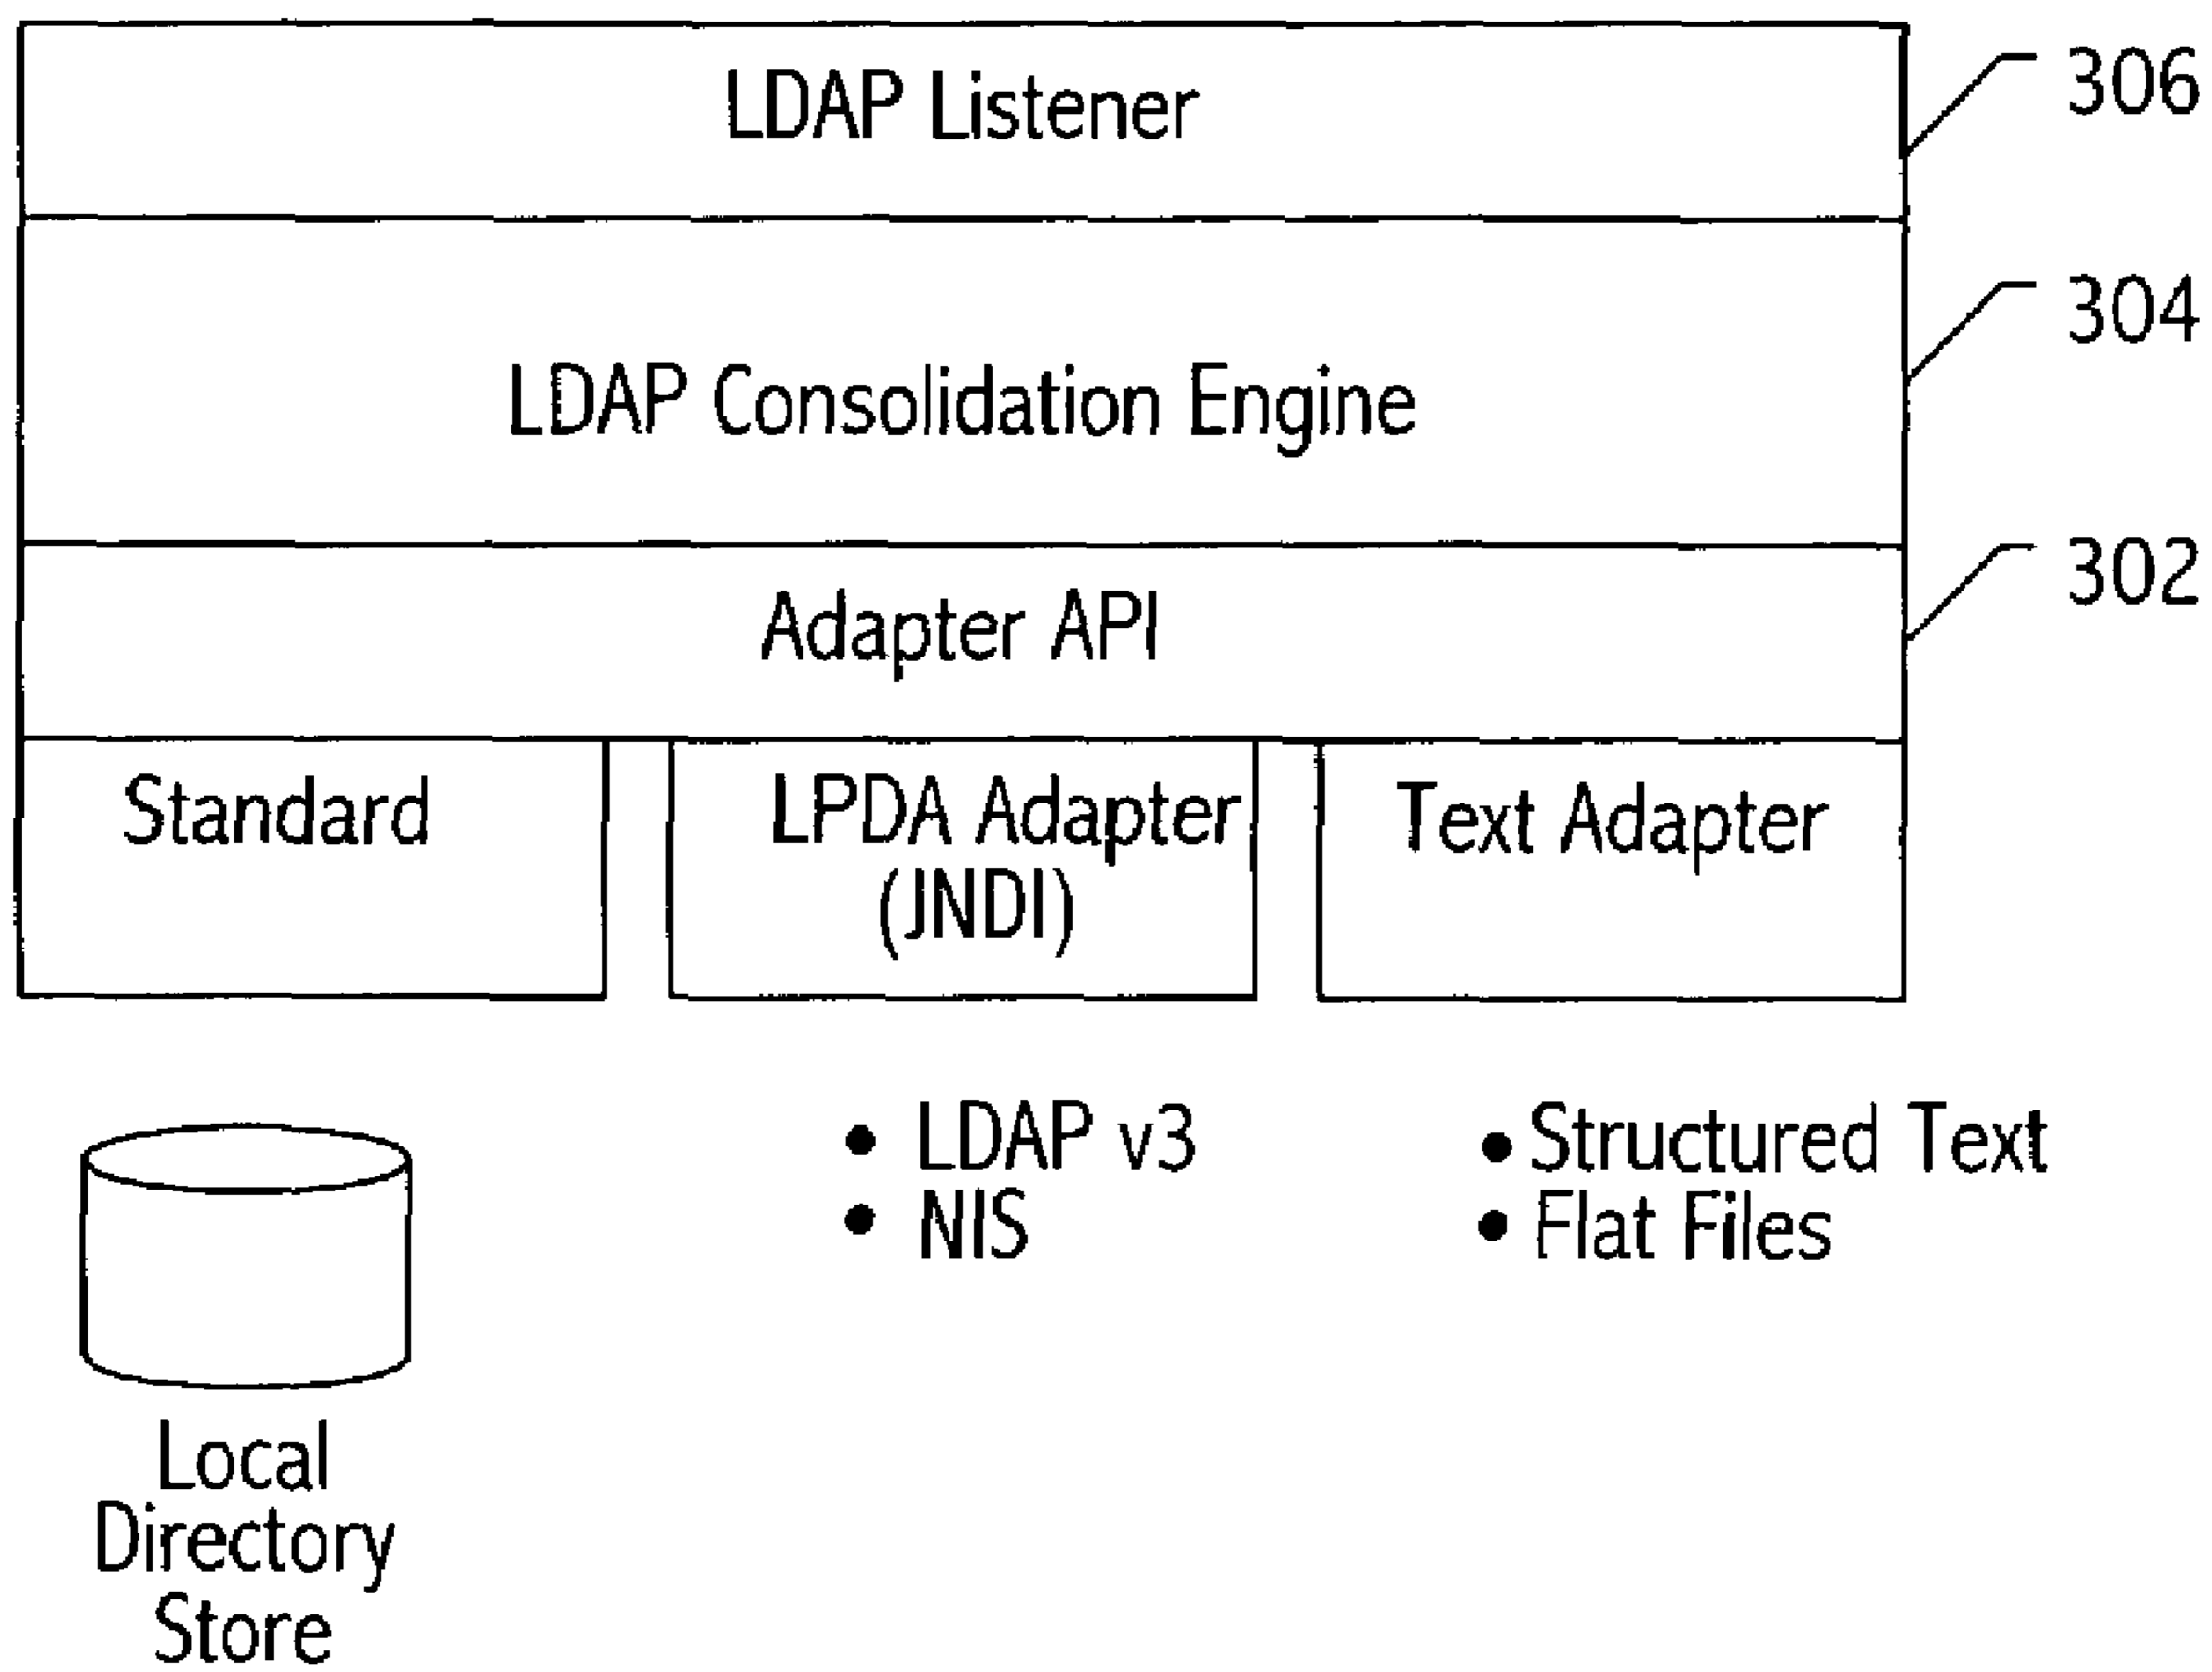 LDAP Listener
306
LDAP Consolidation Engine
304
Adapter API
302
Standard
LPDA Adapter
(JNDI)
Text Adapter
• LDAP v3
• NIS
• Structured Text
• Flat Files
Local
Directory
Store